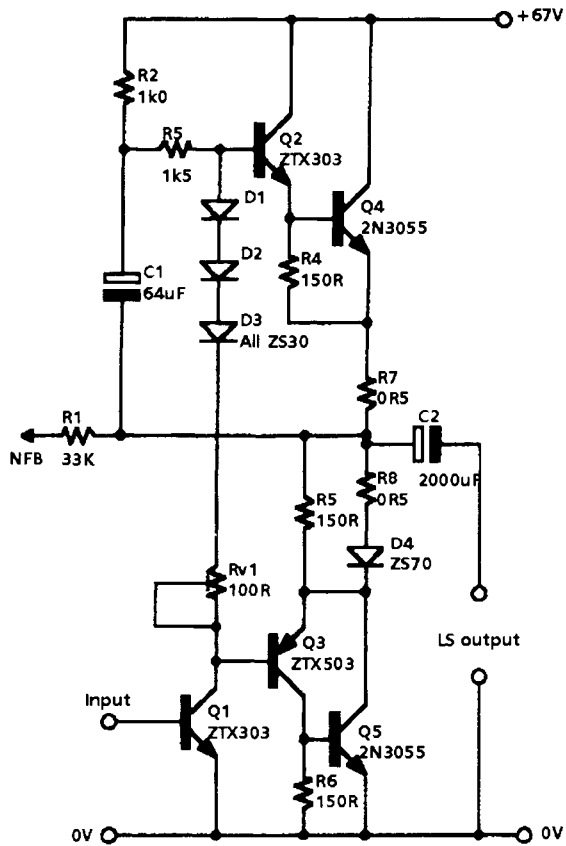 +67V
R2
1k0
R5
1k5
Q2
ZTX303
D1
Q4
2N3055
D2
R4
150R
C1
64uF
D3
All ZS30
R7
0R5
R1
33K
NFB
C2
2000uF
R8
0R5
R5
150R
D4
ZS70
Rv1
100R
Q3
ZTX503
LS output
Input
Q1
ZTX303
Q5
2N3055
R6
150R
0V
0V